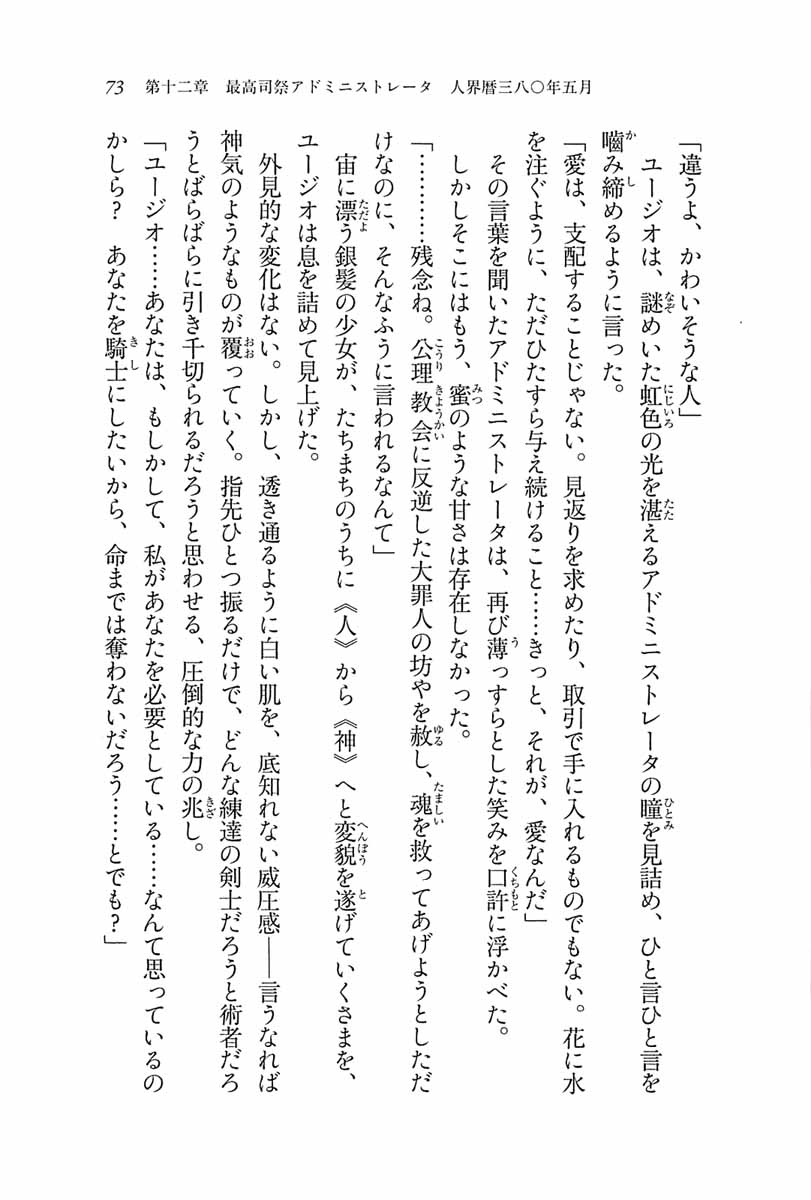 73　第十二章　最高司祭アドミニストレータ　人界暦三八〇年五月
「違うよ、かわいそうな人」
　ユージオは、謎めいた虹色の光を湛えるアドミニストレータの瞳を見詰め、ひと言ひと言を
嚙み締めるように言った。
「愛は、支配することじゃない。見返りを求めたり、取引で手に入れるものでもない。花に水
を注ぐように、ただひたすら与え続けること……きっと、それが、愛なんだ」
　その言葉を聞いたアドミニストレータは、再び薄っすらとした笑みを口許に浮かべた。
　しかしそこにはもう、蜜のような甘さは存在しなかった。
「…………残念ね。公理教会に反逆した大罪人の坊やを赦し、魂を救ってあげようとしただ
けなのに、そんなふうに言われるなんて」
　宙に漂う銀髪の少女が、たちまちのうちに《人》から《神》へと変貌を遂げていくさまを、
ユージオは息を詰めて見上げた。
　外見的な変化はない。しかし、透き通るように白い肌を、底知れない威圧感――言うなれば
神気のようなものが覆っていく。指先ひとつ振るだけで、どんな練達の剣士だろうと術者だろ
うとばらばらに引き千切られるだろうと思わせる、圧倒的な力の兆し。
「ユージオ……あなたは、もしかして、私があなたを必要としている……なんて思っているの
かしら？　あなたを騎士にしたいから、命までは奪わないだろう……とでも？」